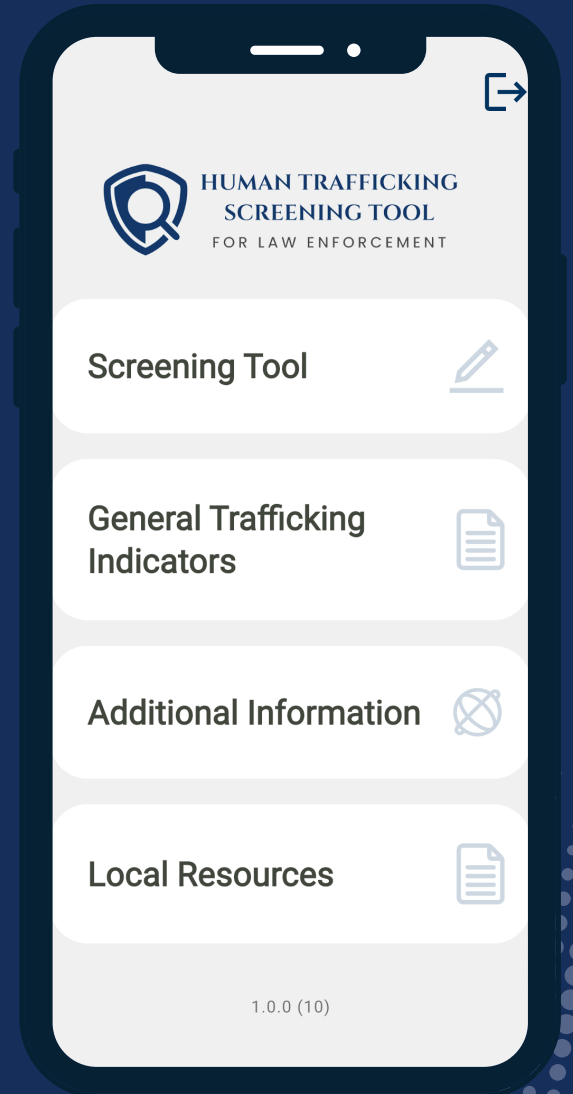 HUMAN TRAFFICKING
SCREENING TOOL
FOR LAW ENFORCEMENT
Screening Tool
General Trafficking
Indicators
Additional Information
Local Resources
1.0.0 (10)